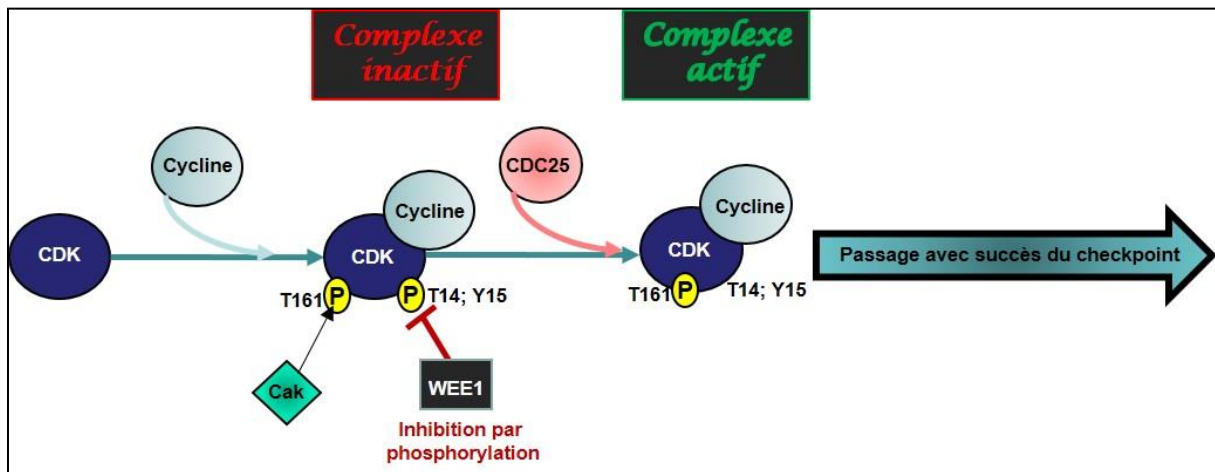 Complexe
inactif
Complexe
actif
Cycline
CDC25
Cycline
Cycline
CDK
CDK
CDK
Passage avec succès du checkpoint
T161
P
P
T14; Y15
T161
P
T14; Y15
Cak
WEE1
Inhibition par
phosphorylation